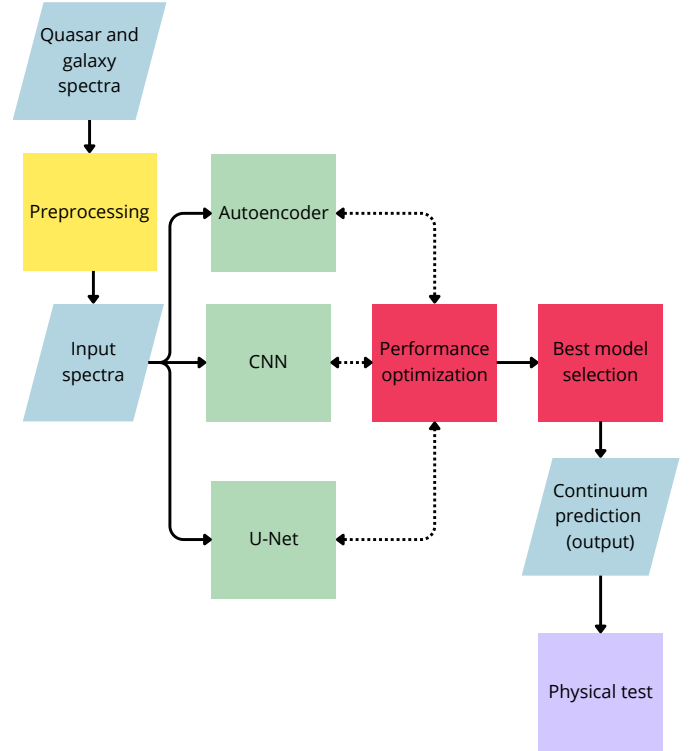 Quasar and
galaxy
spectra
Preprocessing
Input
spectra
Autoencoder
CNN
U-Net
Performance
optimization
Best model
selection
Continuum
prediction
(output)
Physical test